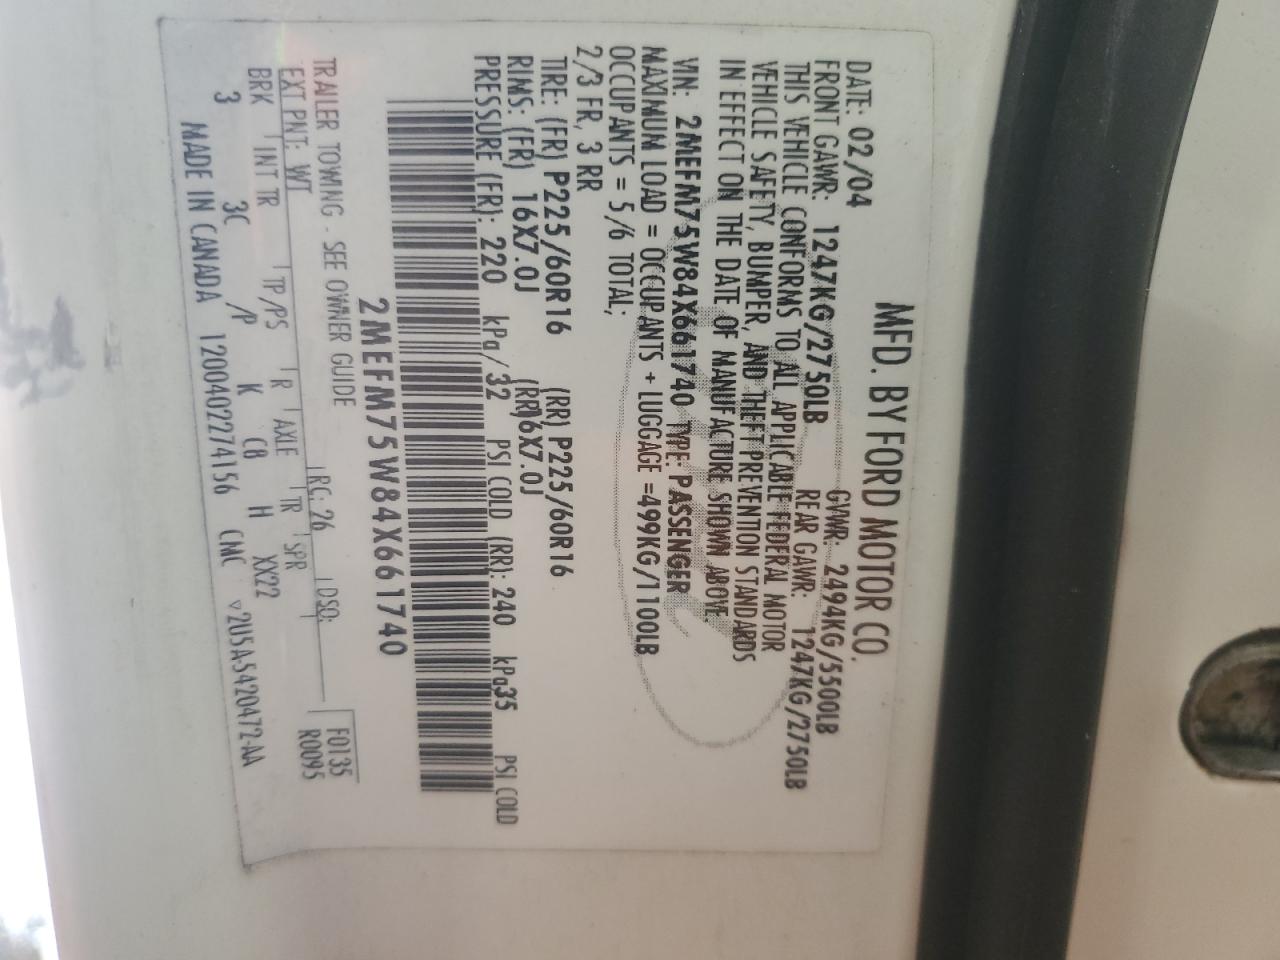 MFD. BY FORD MOTOR CO.
DATE: 02/04 GVWR: 2494KG/5500LB
FRONT GAWR: 1247KG/2750LB REAR GAWR: 1247KG/2750LB
THIS VEHICLE CONFORMS TO ALL APPLICABLE FEDERAL MOTOR
VEHICLE SAFETY, BUMPER, AND THEFT PREVENTION STANDARDS
IN EFFECT ON THE DATE OF MANUFACTURE SHOWN ABOVE.
VIN: 2MEFM75W84X661740 TYPE: PASSENGER
MAXIMUM LOAD = OCCUPANTS + LUGGAGE =499KG/1100LB
OCCUPANTS = 5/6 TOTAL;
2/3 FR, 3 RR
TIRE: (FR) P225/60R16 (RR) P225/60R16
RIMS: (FR) 16X7.0J (RR)16X7.0J
PRESSURE (FR): 220 kPa/32 PSI COLD (RR): 240 kPa/35 PSI COLD
2MEFM75W84X661740
TRAILER TOWING - SEE OWNER GUIDE F0135
R0095
EXT PNT: WT RC: 26 DSO:
BRK INT TR TP/PS R AXLE TR SPR
3 3C /P K C8 H XX22
MADE IN CANADA 1200402274156 CMC ▽2U5A-5420472-AA